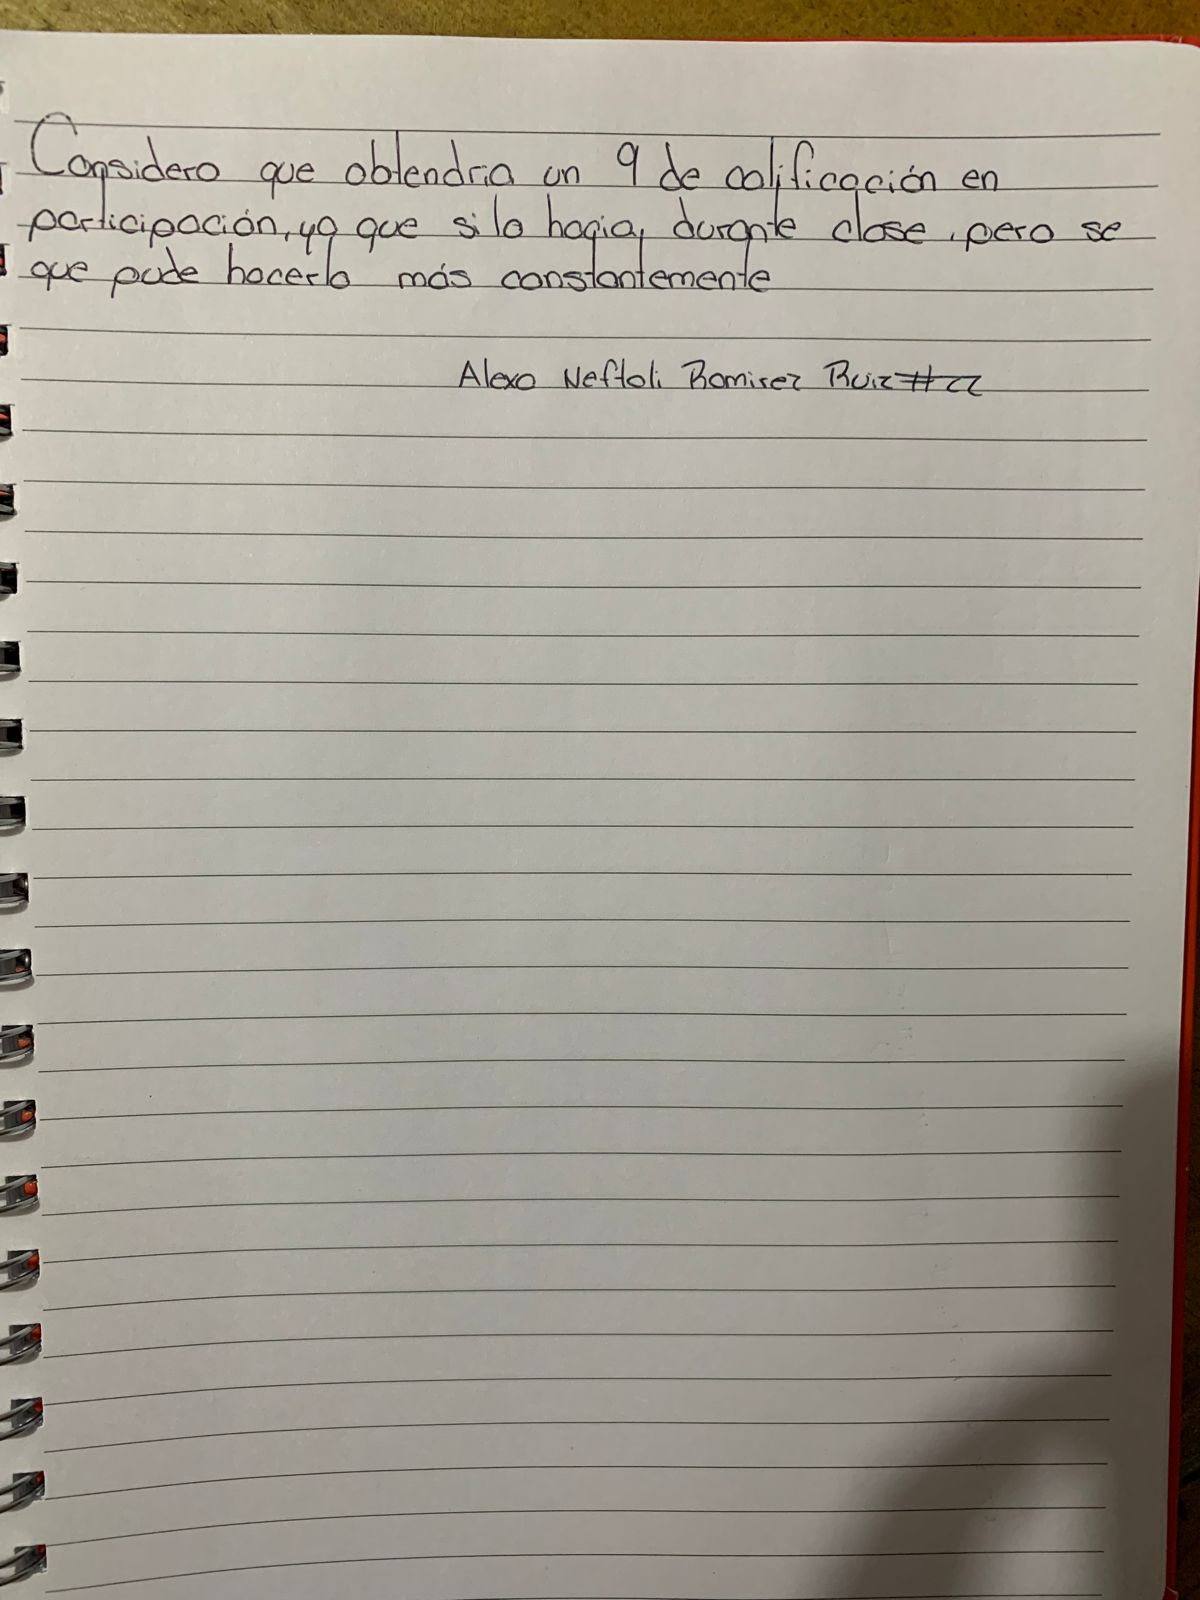 Considero que obtendria un 9 de calificación en
participación, ya que si lo hacia, durante clase, pero se
que pude hacerlo más constantemente
Alexa Neftali Ramirez Ruiz #22